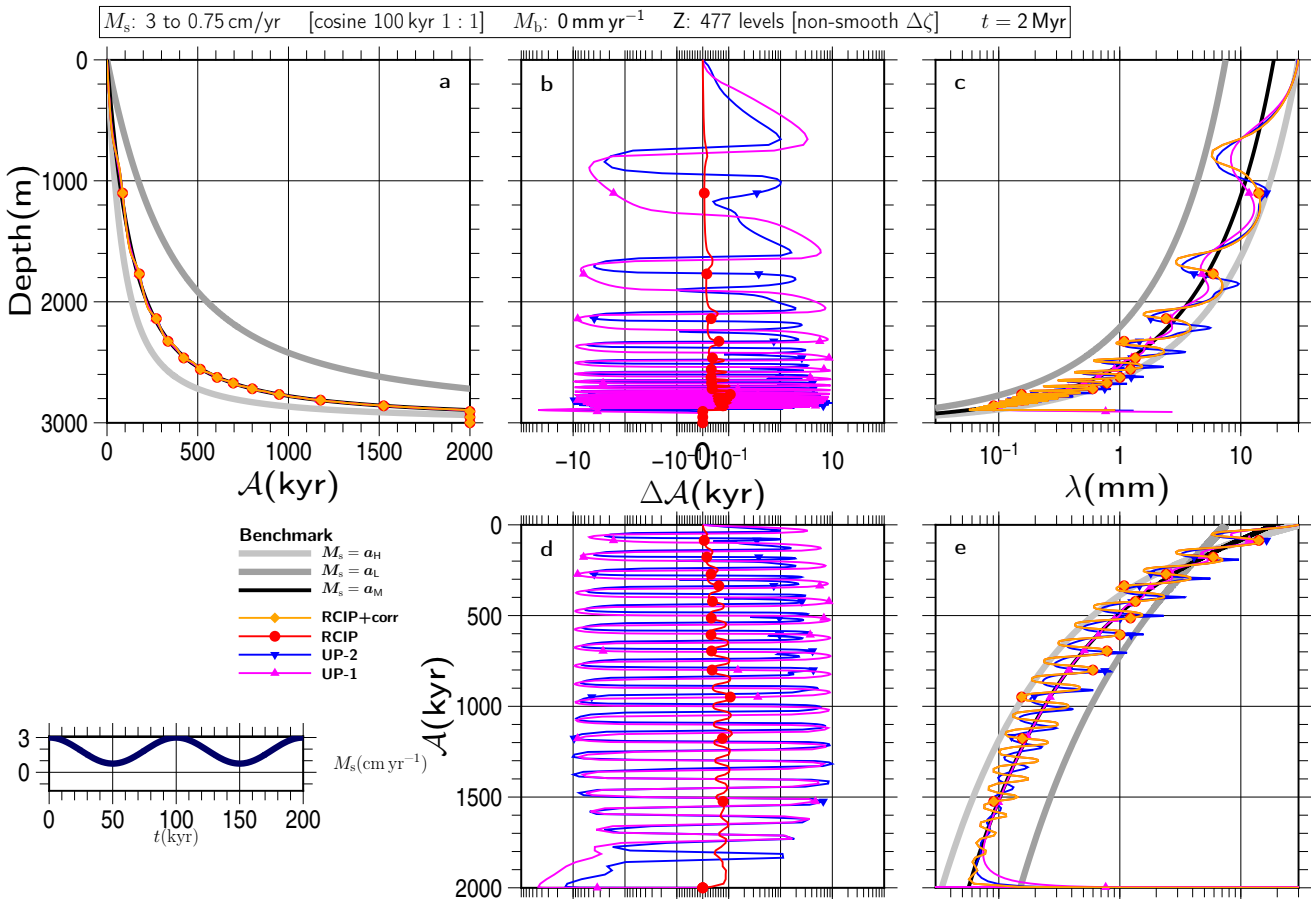 Mₛ: 3 to 0.75 cm/yr [cosine 100 kyr 1 : 1] M_b: 0 mm yr⁻¹ Z: 477 levels [non-smooth Δζ] t = 2 Myr
a
b
c
0
1000
2000
3000
Depth(m)
0 500 1000 1500 2000
𝒜(kyr)
−10 −10⁻¹ 0 10⁻¹ 10
Δ𝒜(kyr)
10⁻¹ 1 10
λ(mm)
Benchmark
Mₛ = a_H
Mₛ = a_L
Mₛ = a_M
RCIP+corr
RCIP
UP-2
UP-1
3
0
Mₛ(cm yr⁻¹)
0 50 100 150 200
t(kyr)
d
e
0
500
1000
1500
2000
𝒜(kyr)